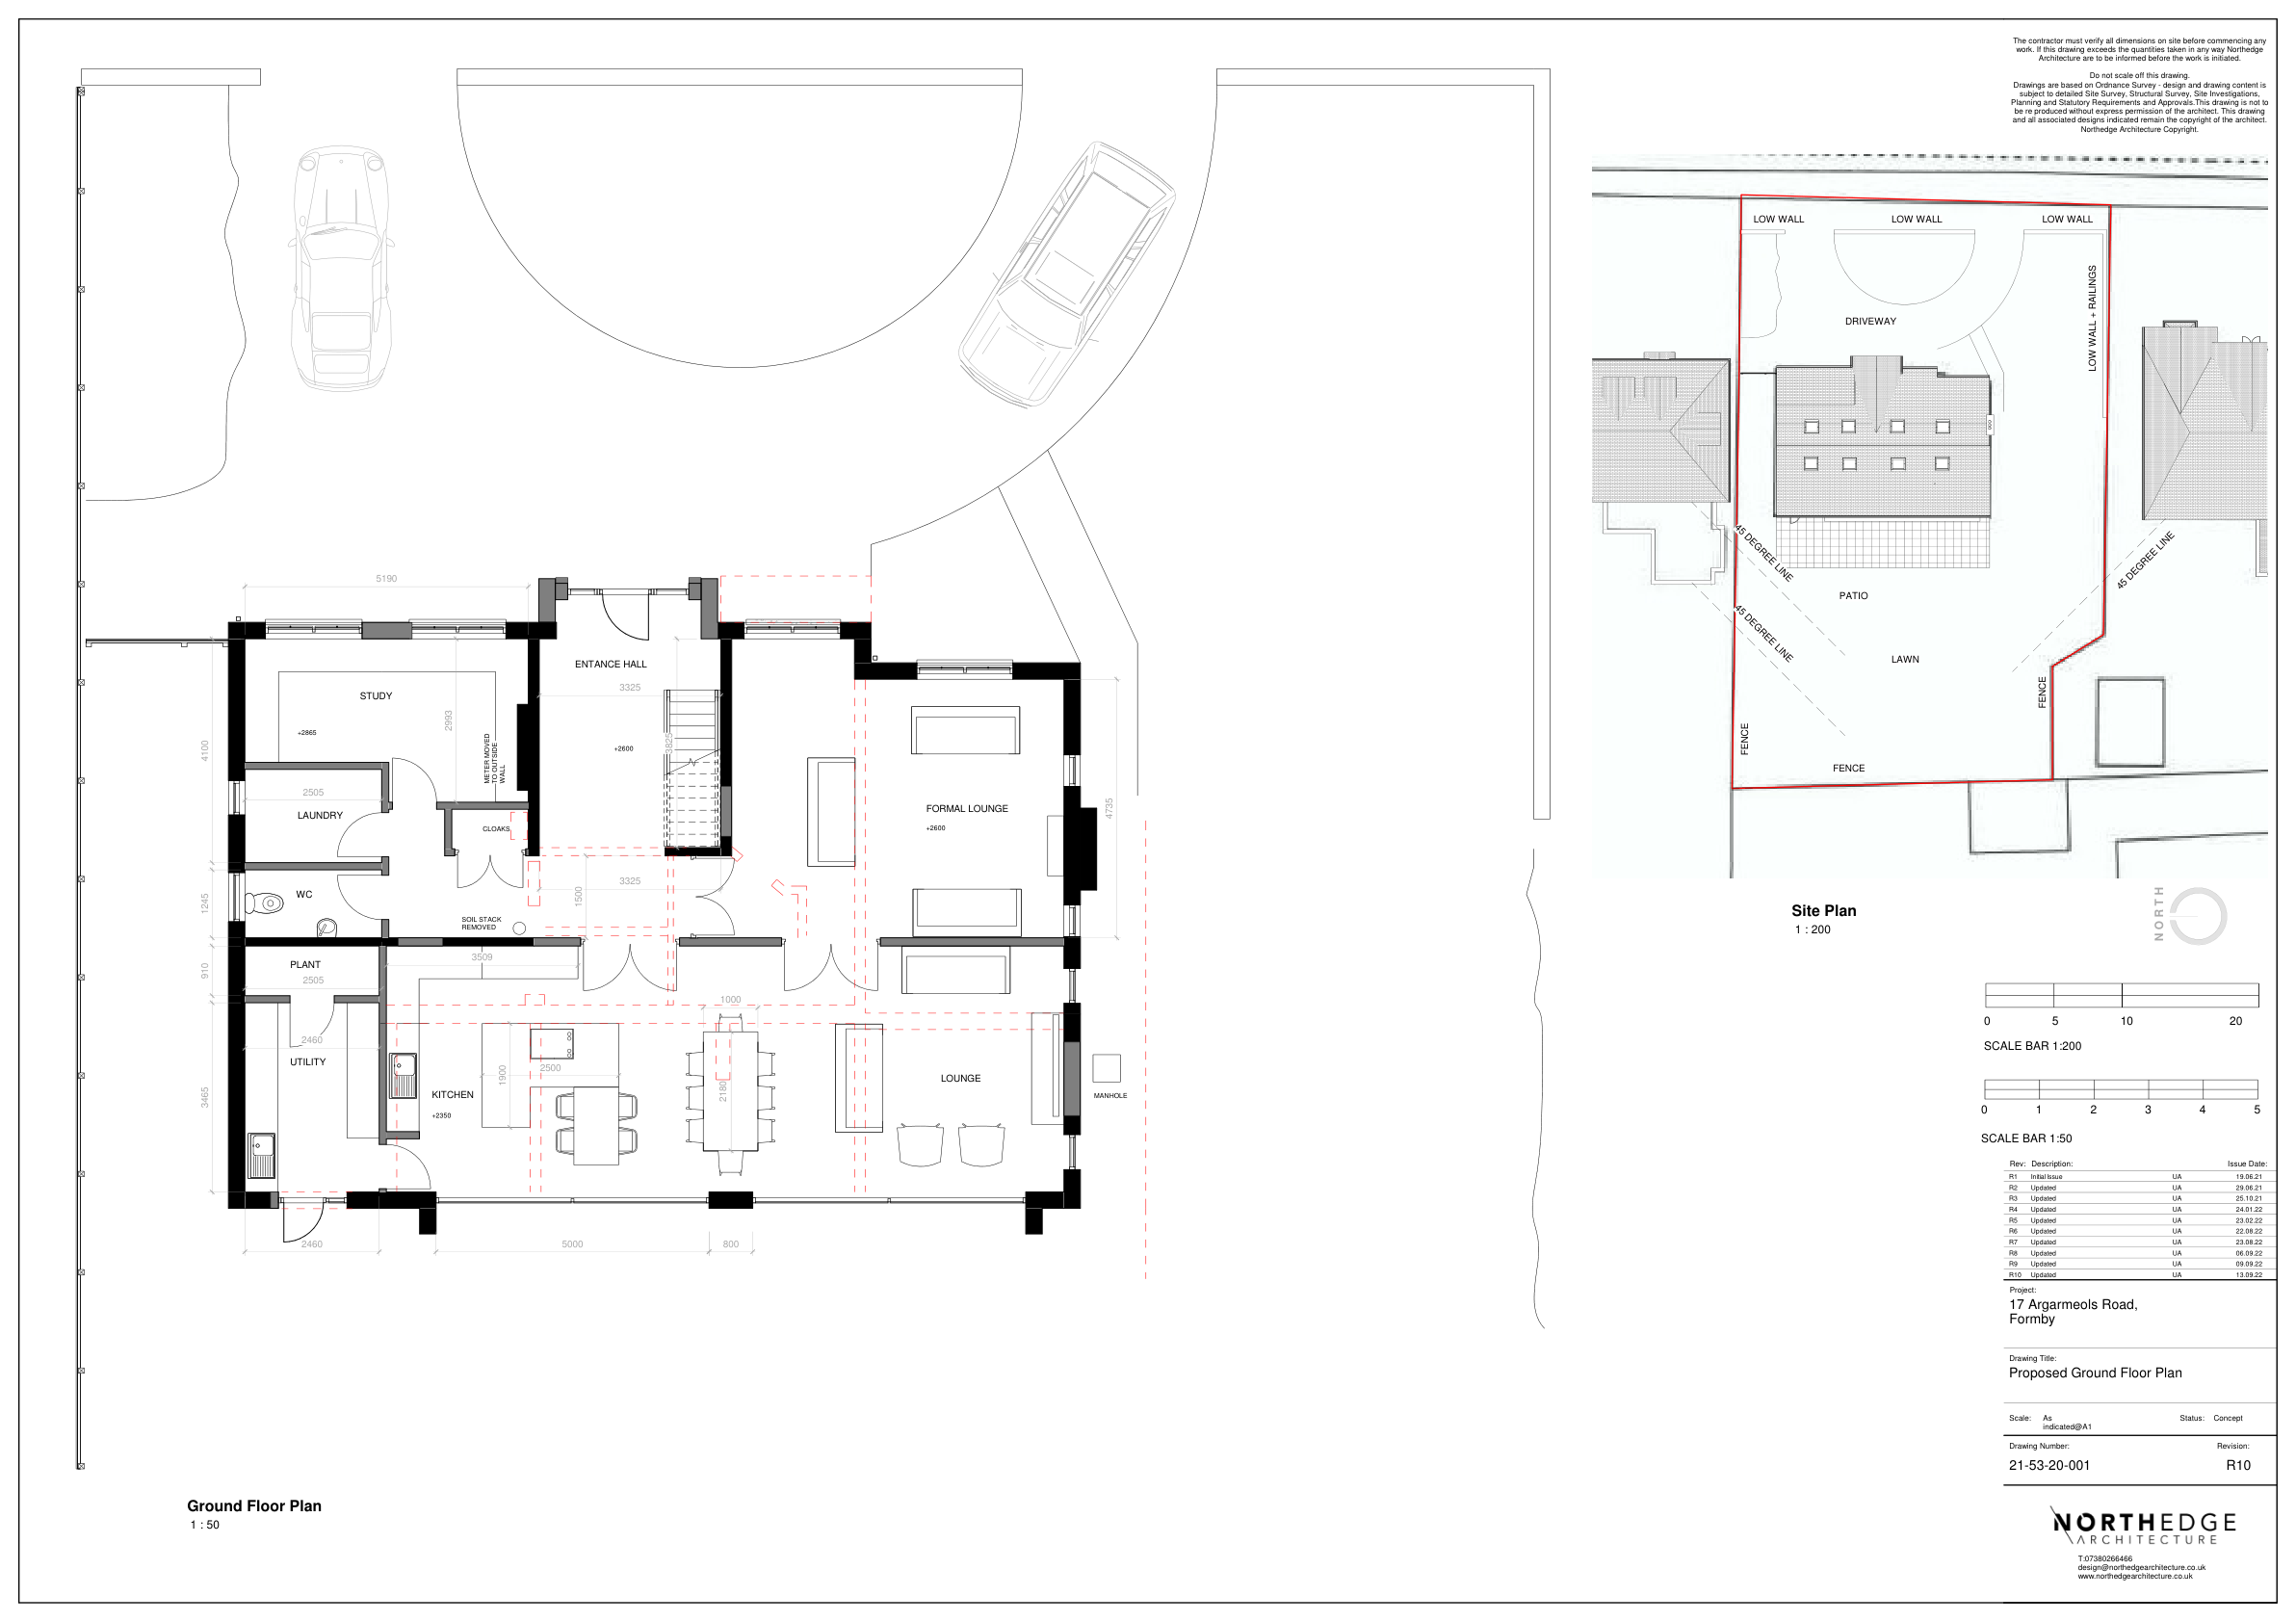 The contractor must verify all dimensions on site before commencing any
work. If this drawing exceeds the quantities taken in any way Northedge
Architecture are to be informed before the work is initiated.
Do not scale off this drawing.
Drawings are based on Ordnance Survey - design and drawing content is
subject to detailed Site Survey, Structural Survey, Site Investigations,
Planning and Statutory Requirements and Approvals.This drawing is not to
be re produced without express permission of the architect. This drawing
and all associated designs indicated remain the copyright of the architect.
Northedge Architecture Copyright.
LOW WALL
LOW WALL
LOW WALL
LOW WALL + RAILINGS
DRIVEWAY
45 DEGREE LINE
45 DEGREE LINE
45 DEGREE LINE
PATIO
LAWN
FENCE
FENCE
FENCE
Site Plan
1 : 200
NORTH
5190
ENTANCE HALL
3325
STUDY
+2865
2993
METER MOVED
TO OUTSIDE
WALL
+2600
3825
4100
2505
LAUNDRY
CLOAKS
FORMAL LOUNGE
+2600
4735
3325
1500
1245
WC
SOIL STACK
REMOVED
910
PLANT
2505
3509
1000
2460
UTILITY
3465
KITCHEN
+2350
1900
2500
2180
LOUNGE
MANHOLE
2460
5000
800
Ground Floor Plan
1 : 50
0 5 10 20
SCALE BAR 1:200
0 1 2 3 4 5
SCALE BAR 1:50
Rev: Description: Issue Date:
R1 Initial Issue UA 19.06.21
R2 Updated UA 29.06.21
R3 Updated UA 25.10.21
R4 Updated UA 24.01.22
R5 Updated UA 23.02.22
R6 Updated UA 22.08.22
R7 Updated UA 23.08.22
R8 Updated UA 06.09.22
R9 Updated UA 09.09.22
R10 Updated UA 13.09.22
Project:
17 Argarmeols Road,
Formby
Drawing Title:
Proposed Ground Floor Plan
Scale: As
indicated@A1
Status: Concept
Drawing Number: Revision:
21-53-20-001 R10
NORTHEDGE
ARCHITECTURE
T:07380266466
design@northedgearchitecture.co.uk
www.northedgearchitecture.co.uk